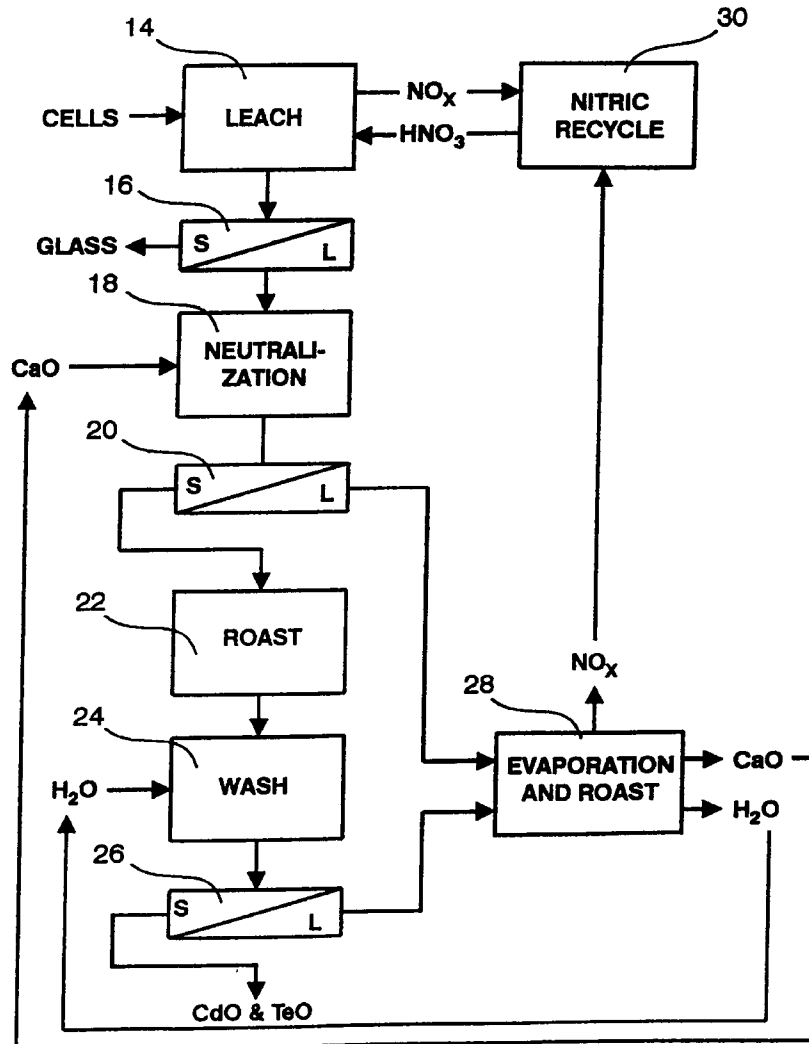 14
30
CELLS
LEACH
NOX
HNO3
NITRIC
RECYCLE
16
GLASS
S
L
18
CaO
NEUTRALI-
ZATION
20
S
L
22
ROAST
NOX
28
24
H2O
WASH
EVAPORATION
AND ROAST
CaO
H2O
26
S
L
CdO & TeO